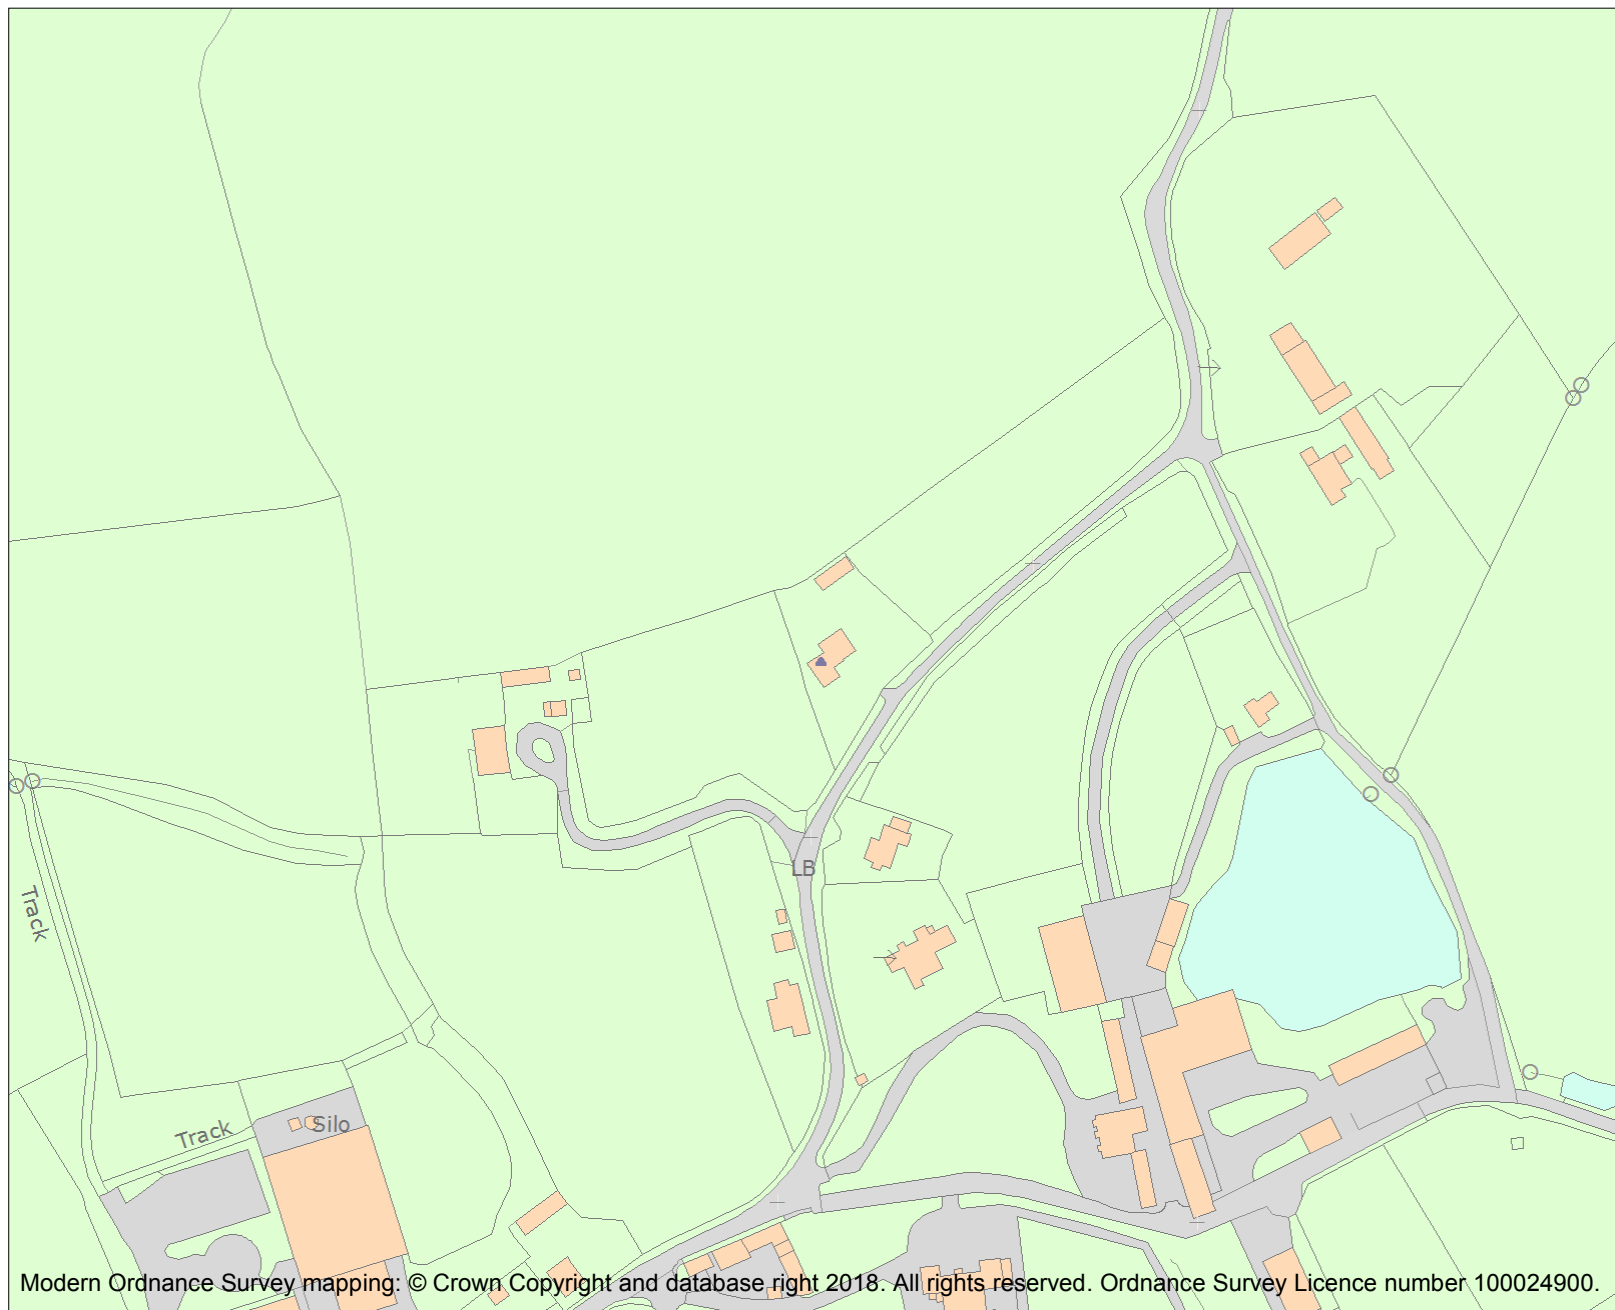 LB
Track
Track
Silo
Modern Ordnance Survey mapping: © Crown Copyright and database right 2018. All rights reserved. Ordnance Survey Licence number 100024900.